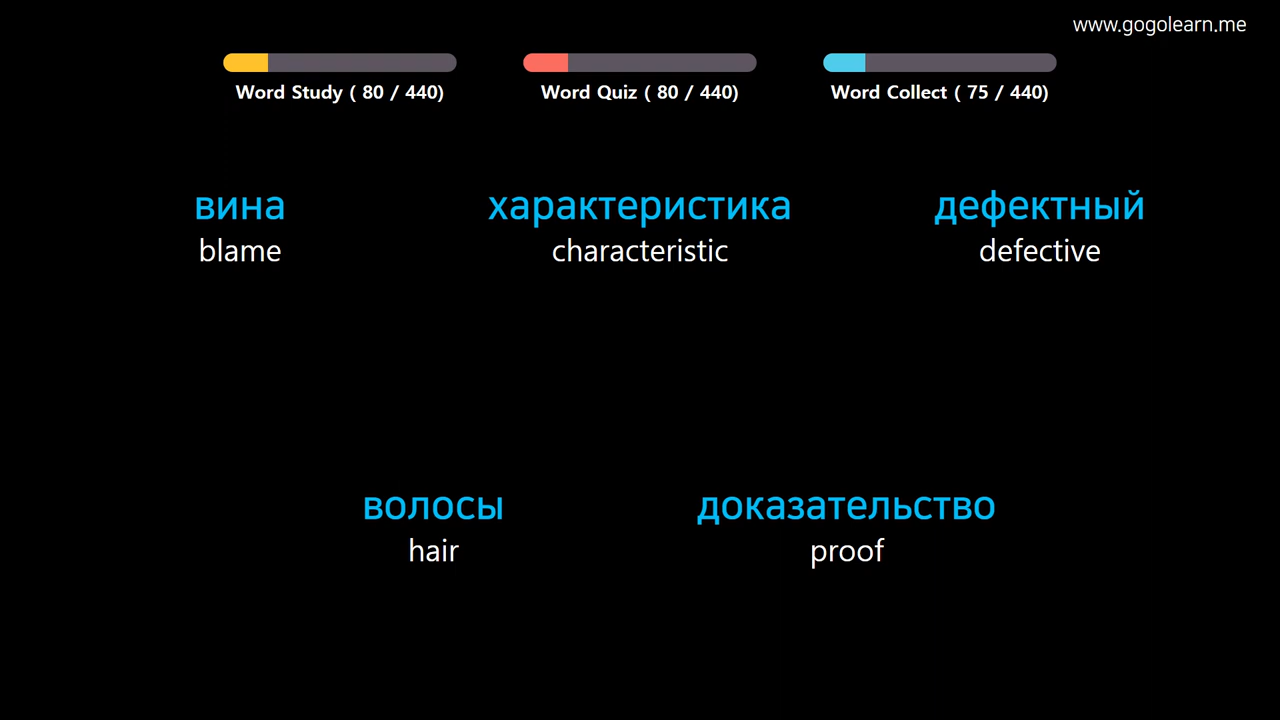 www.gogolearn.me
Word Study ( 80 / 440)
Word Quiz ( 80 / 440)
Word Collect ( 75 / 440)
вина
blame
характеристика
characteristic
дефектный
defective
волосы
hair
доказательство
proof